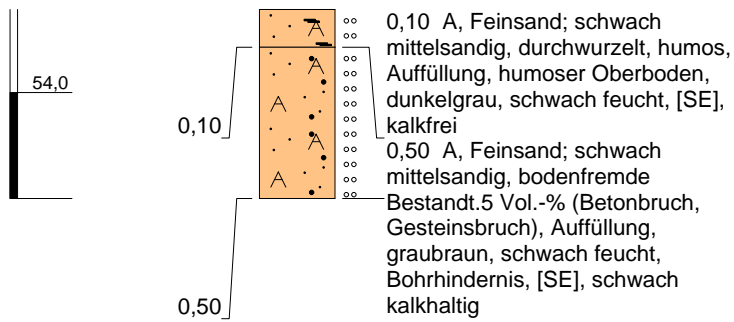 54,0
0,10
0,50
A
A
A
A
A
0,10 A, Feinsand; schwach
mittelsandig, durchwurzelt, humos,
Auffüllung, humoser Oberboden,
dunkelgrau, schwach feucht, [SE],
kalkfrei
0,50 A, Feinsand; schwach
mittelsandig, bodenfremde
Bestandt.5 Vol.-% (Betonbruch,
Gesteinsbruch), Auffüllung,
graubraun, schwach feucht,
Bohrhindernis, [SE], schwach
kalkhaltig